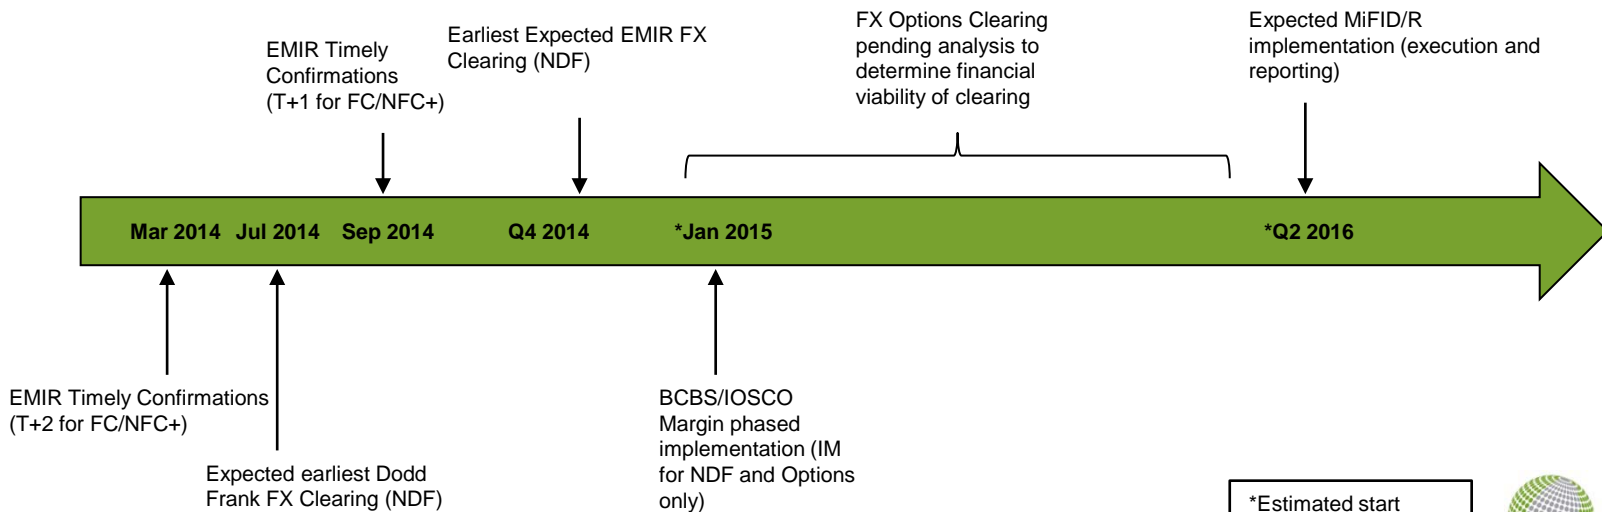 EMIR Timely
Confirmations
(T+1 for FC/NFC+)
Earliest Expected EMIR FX
Clearing (NDF)
FX Options Clearing
pending analysis to
determine financial
viability of clearing
Expected MiFID/R
implementation (execution and
reporting)
Mar 2014
Jul 2014
Sep 2014
Q4 2014
*Jan 2015
*Q2 2016
EMIR Timely Confirmations
(T+2 for FC/NFC+)
Expected earliest Dodd
Frank FX Clearing (NDF)
BCBS/IOSCO
Margin phased
implementation (IM
for NDF and Options
only)
*Estimated start